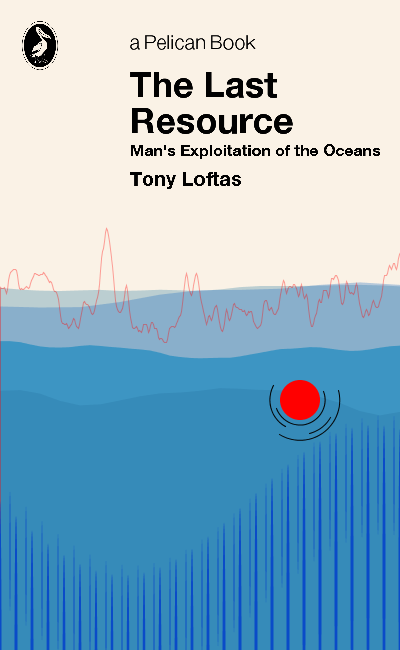 a Pelican Book
The Last
Resource
Man's Exploitation of the Oceans
Tony Loftas